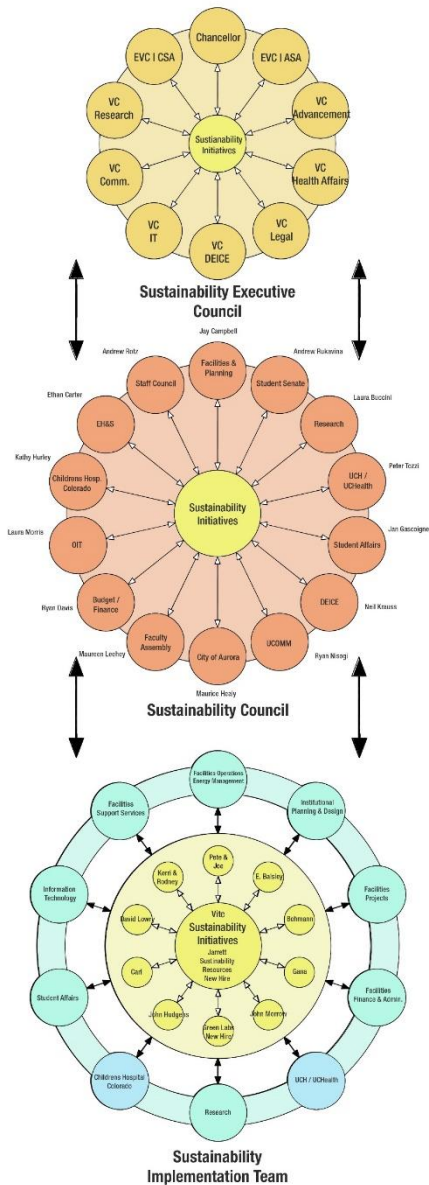 Chancellor
EVC | CSA
EVC | ASA
VC
Research
VC
Advancement
Sustianability
Initiatives
VC
Comm.
VC
Health Affairs
VC
IT
VC
Legal
VC
DEICE
Sustainability Executive
Council
Jay Campbell
Andrew Rotz
Andrew Rukavina
Facilities &
Planning
Staff Council
Student Senate
Ethan Carter
Laura Buccini
EH&S
Research
Kathy Hurley
Peter Tozzi
Childrens Hosp.
Colorado
UCH /
UCHealth
Sustainability
Initiatives
Laura Morris
Jan Gascoigne
OIT
Student Affairs
Budget /
Finance
DEICE
Ryan Davis
Neil Krauss
Faculty
Assembly
City of Aurora
UCOMM
Maureen Leehey
Ryan Nisogi
Maurice Healy
Sustainability Council
Facilities Operations
Energy Management
Facilities
Support Services
Institutional
Planning & Design
Pete &
Joe
Kerri &
Rodney
E. Balsley
Information
Technology
Facilities
Projects
David Lowry
Vito
Sustainability
Initiatives
Jarrett
Sustainability
Resources
New Hire
Bohmann
Carl
Gana
Student Affairs
Facilities
Finance & Admin.
John Hodgens
John Morrow
Green Labs
New Hire
Childrens Hospital
Colorado
UCH / UCHealth
Research
Sustainability
Implementation Team